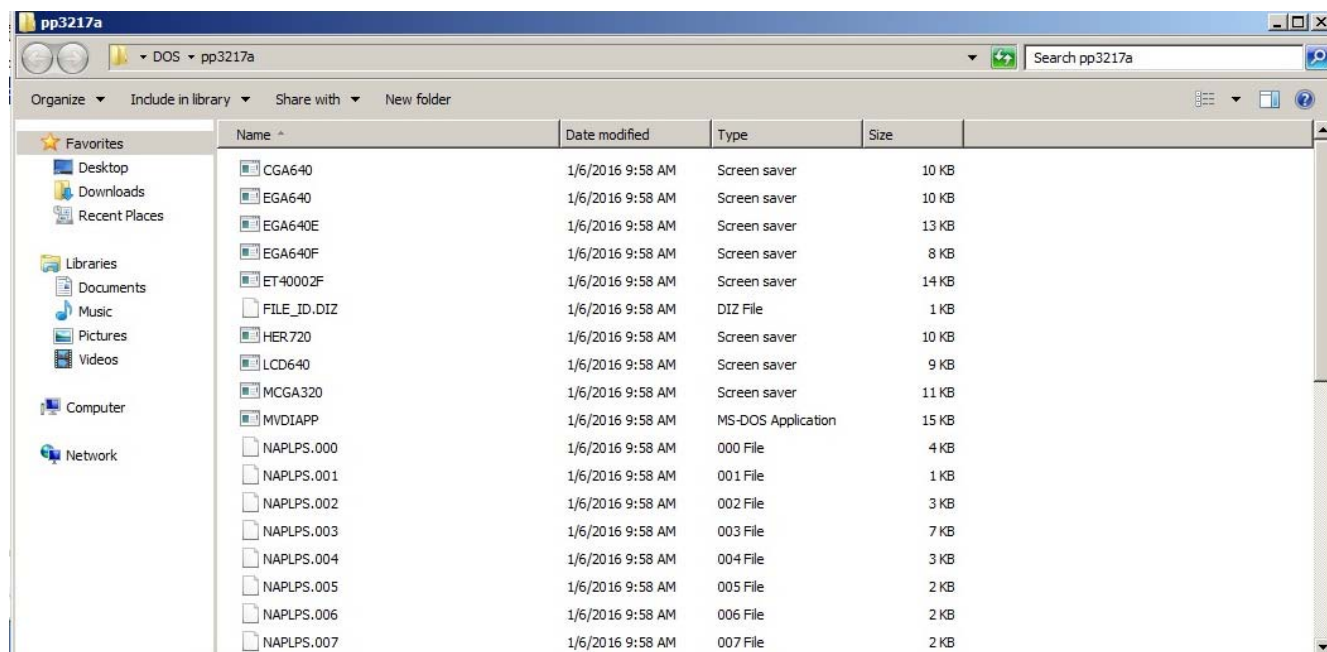 pp3217a
DOS pp3217a Search pp3217a
Organize Include in library Share with New folder
Name Date modified Type Size
Favorites
Desktop CGA640 1/6/2016 9:58 AM Screen saver 10 KB
Downloads EGA640 1/6/2016 9:58 AM Screen saver 10 KB
Recent Places EGA640E 1/6/2016 9:58 AM Screen saver 13 KB
EGA640F 1/6/2016 9:58 AM Screen saver 8 KB
Libraries
Documents ET40002F 1/6/2016 9:58 AM Screen saver 14 KB
Music FILE_ID.DIZ 1/6/2016 9:58 AM DIZ File 1 KB
Pictures HER720 1/6/2016 9:58 AM Screen saver 10 KB
Videos LCD640 1/6/2016 9:58 AM Screen saver 9 KB
MCGA320 1/6/2016 9:58 AM Screen saver 11 KB
Computer
MVDIAPP 1/6/2016 9:58 AM MS-DOS Application 15 KB
Network NAPLPS.000 1/6/2016 9:58 AM 000 File 4 KB
NAPLPS.001 1/6/2016 9:58 AM 001 File 1 KB
NAPLPS.002 1/6/2016 9:58 AM 002 File 3 KB
NAPLPS.003 1/6/2016 9:58 AM 003 File 7 KB
NAPLPS.004 1/6/2016 9:58 AM 004 File 3 KB
NAPLPS.005 1/6/2016 9:58 AM 005 File 2 KB
NAPLPS.006 1/6/2016 9:58 AM 006 File 2 KB
NAPLPS.007 1/6/2016 9:58 AM 007 File 2 KB